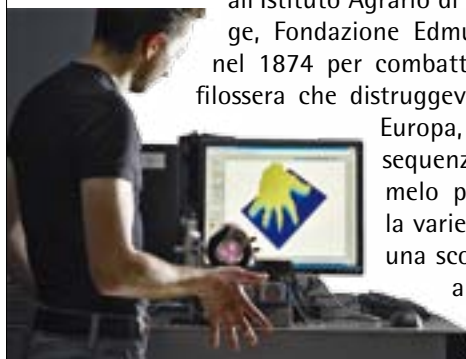 all'Istituto Agrario di
ge, Fondazione Edmu
nel 1874 per combatt
filossera che distruggev
Europa,
sequenz
melo p
la varie
una sco
a